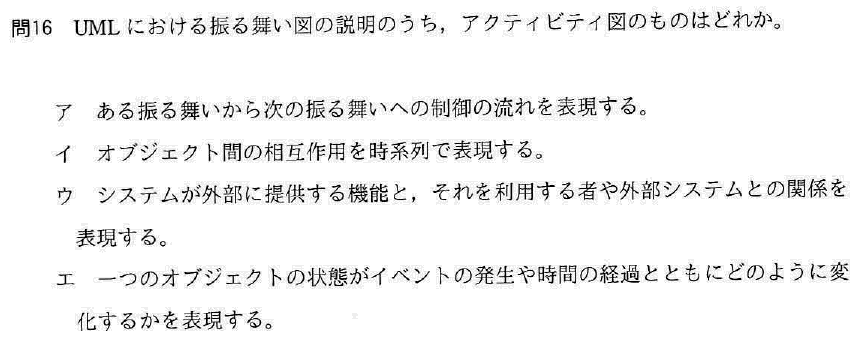 問16 UML における振る舞い図の説明のうち，アクティビティ図のものはどれか。
ア ある振る舞いから次の振る舞いへの制御の流れを表現する。
イ オブジェクト間の相互作用を時系列で表現する。
ウ システムが外部に提供する機能と，それを利用する者や外部システムとの関係を
表現する。
エ 一つのオブジェクトの状態がイベントの発生や時間の経過とともにどのように変
化するかを表現する。